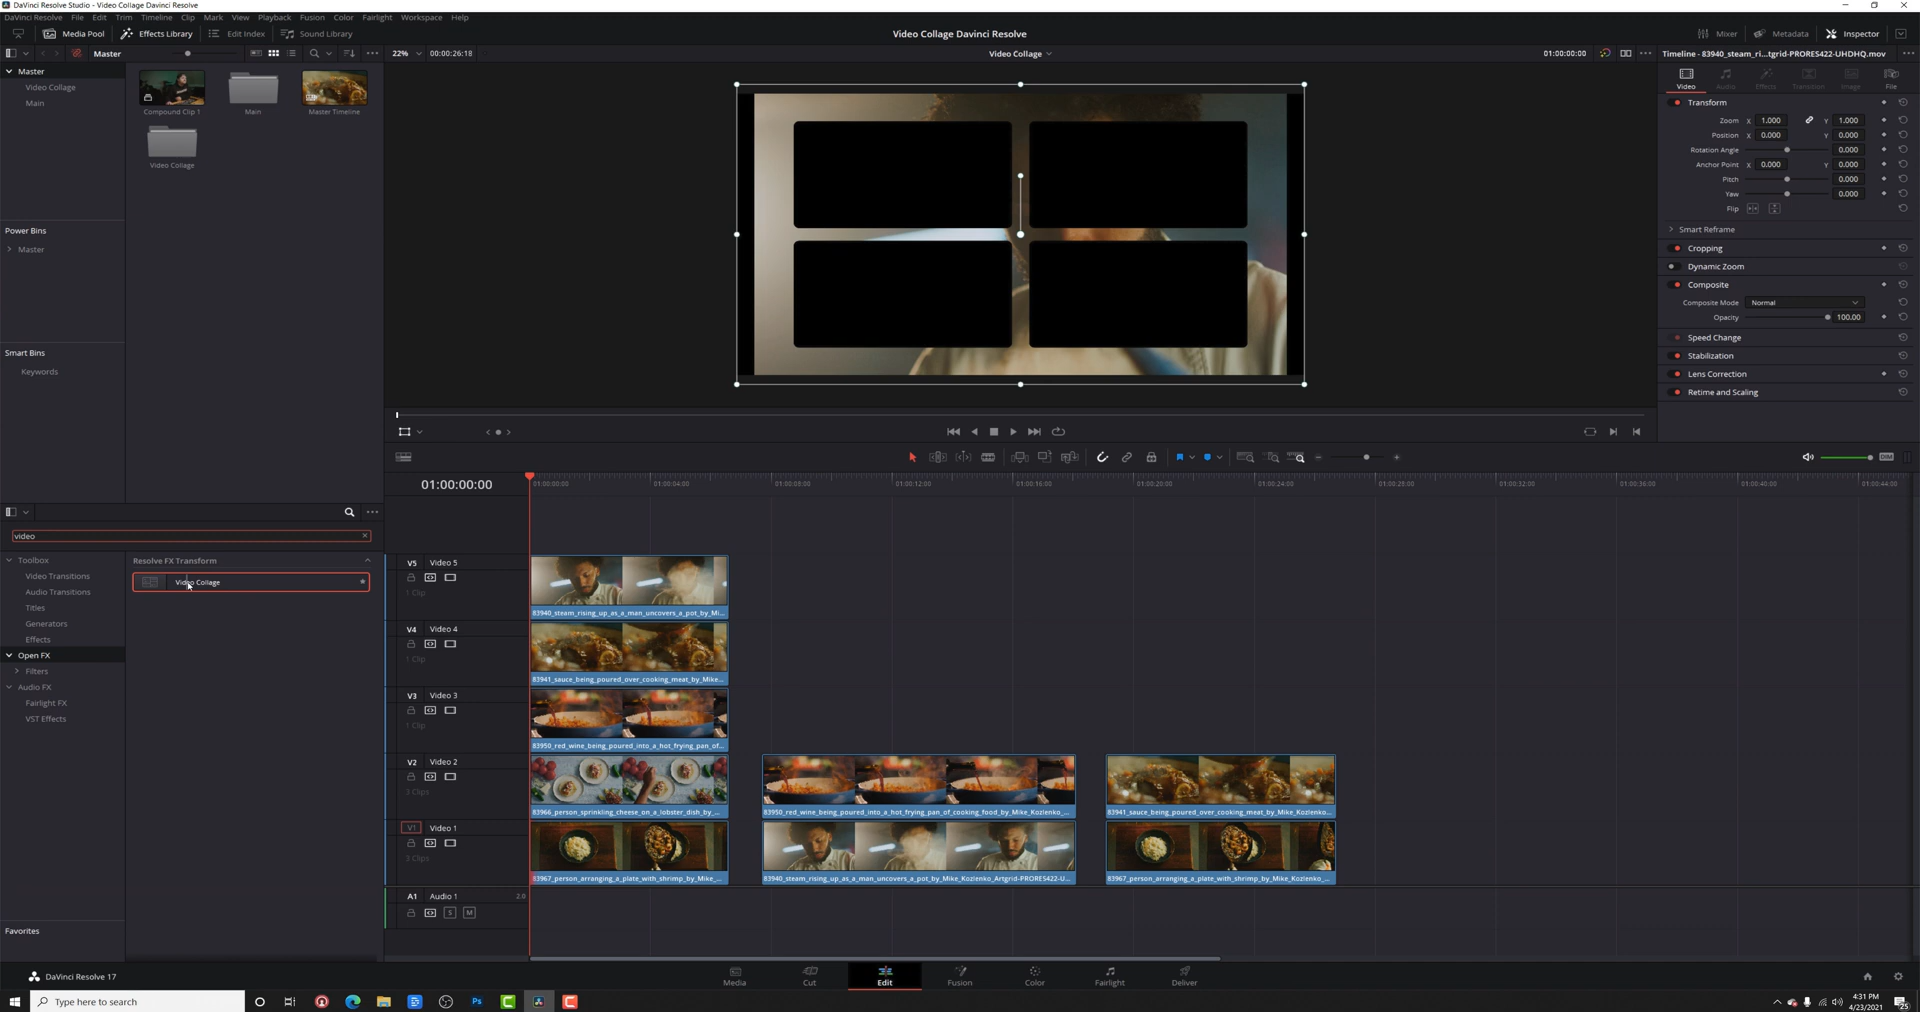 DaVinci Resolve Studio - Video Collage Davinci Resolve
DaVinci Resolve File Edit Trim Timeline Clip Mark View Playback Fusion Color Fairlight Workspace Help
Media Pool Effects Library Edit Index Sound Library Video Collage Davinci Resolve Mixer Metadata Inspector
Master 22% 00:00:26:18 Video Collage 01:00:00:00 Timeline - 83940_steam_ri...tgrid-PRORES422-UHDHQ.mov
Master
Video Collage
Main
Compound Clip 1 Main Master Timeline
Video Collage
Power Bins
Master
Smart Bins
Keywords
Video Audio Effects Transition Image File
Transform
Zoom X 1.000 Y 1.000
Position X 0.000 Y 0.000
Rotation Angle 0.000
Anchor Point X 0.000 Y 0.000
Pitch 0.000
Yaw 0.000
Flip
Smart Reframe
Cropping
Dynamic Zoom
Composite
Composite Mode Normal
Opacity 100.00
Speed Change
Stabilization
Lens Correction
Retime and Scaling
DIM
video
Toolbox
Video Transitions
Audio Transitions
Titles
Generators
Effects
Open FX
Filters
Audio FX
Fairlight FX
VST Effects
Favorites
Resolve FX Transform
Video Collage
01:00:00:00 01:00:00:00 01:00:04:00 01:00:08:00 01:00:12:00 01:00:16:00 01:00:20:00 01:00:24:00 01:00:28:00 01:00:32:00 01:00:36:00 01:00:40:00 01:00:44:00
V5 Video 5
1 Clip
83940_steam_rising_up_as_a_man_uncovers_a_pot_by_Mi...
V4 Video 4
1 Clip
83941_sauce_being_poured_over_cooking_meat_by_Mike...
V3 Video 3
1 Clip
83950_red_wine_being_poured_into_a_hot_frying_pan_of...
V2 Video 2
3 Clips
83966_person_sprinkling_cheese_on_a_lobster_dish_by_... 83950_red_wine_being_poured_into_a_hot_frying_pan_of_cooking_food_by_Mike_Kozlenko_... 83941_sauce_being_poured_over_cooking_meat_by_Mike_Kozlenko...
V1 Video 1
3 Clips
83967_person_arranging_a_plate_with_shrimp_by_Mike_... 83940_steam_rising_up_as_a_man_uncovers_a_pot_by_Mike_Kozlenko_Artgrid-PRORES422-U... 83967_person_arranging_a_plate_with_shrimp_by_Mike_Kozlenko_...
A1 Audio 1 2.0
S M
DaVinci Resolve 17 Media Cut Edit Fusion Color Fairlight Deliver
Type here to search Ps
4:31 PM
4/23/2021
25